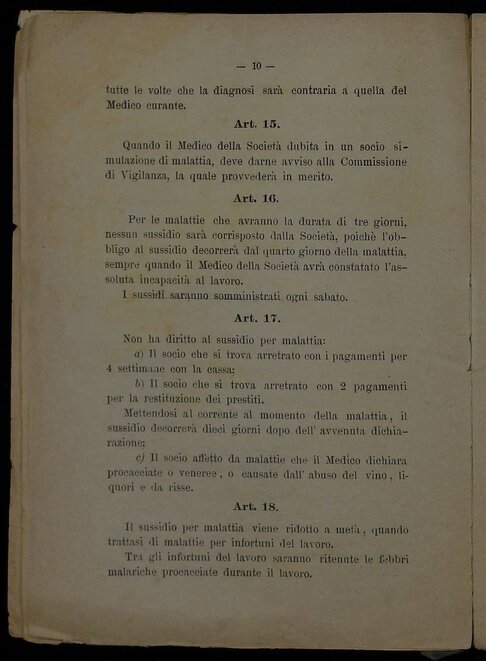 — 10 —
tutte le volte che la diagnosi sarà contraria a quella del
Medico curante.
Art. 15.
Quando il Medico della Società dubita in un socio si-
mulazione di malattia, deve darne avviso alla Commissione
di Vigilanza, la quale provvederà in merito.
Art. 16.
Per le malattie che avranno la durata di tre giorni,
nessun sussidio sarà corrisposto dalla Società, poichè l'ob-
bligo al sussidio decorrerà dal quarto giorno della malattia,
sempre quando il Medico della Società avrà constatato l'as-
soluta incapacità al lavoro.
I sussidî saranno somministrati ogni sabato.
Art. 17.
Non ha diritto al sussidio per malattia:
a) Il socio che si trova arretrato con i pagamenti per
4 settimane con la cassa;
b) Il socio che si trova arretrato con 2 pagamenti
per la restituzione dei prestiti.
Mettendosi al corrente al momento della malattia, il
sussidio decorrerà dieci giorni dopo dell' avvenuta dichia-
razione;
c) Il socio affetto da malattie che il Medico dichiara
procacciate o veneree, o causate dall' abuso del vino, li-
quori e da risse.
Art. 18.
Il sussidio per malattia viene ridotto a metà, quando
trattasi di malattie per infortuni del lavoro.
Tra gli infortuni del lavoro saranno ritenute le febbri
malariche procacciate durante il lavoro.